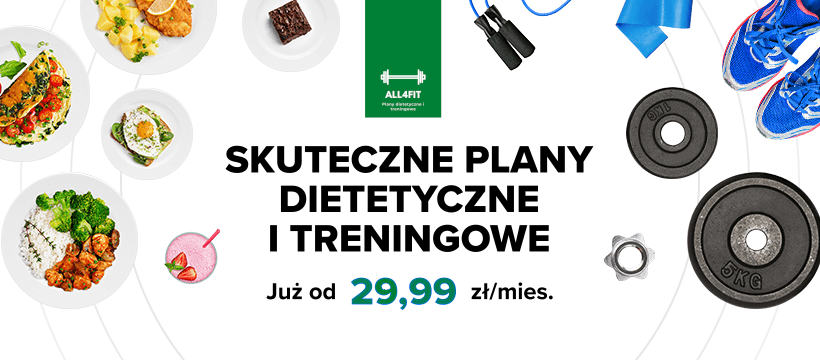 ALL4FIT
Plany dietetyczne i
treningowe
SKUTECZNE PLANY
DIETETYCZNE
I TRENINGOWE
Już od 29,99 zł/mies.
1KG
5KG